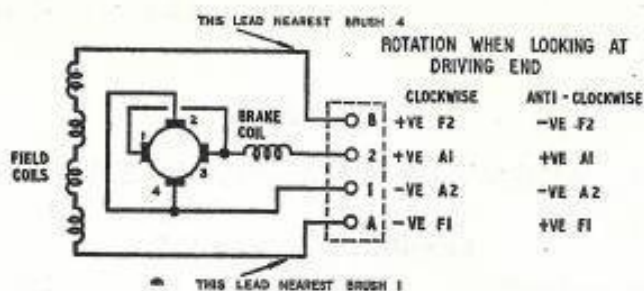 THIS LEAD NEAREST BRUSH 4
ROTATION WHEN LOOKING AT
DRIVING END
CLOCKWISE ANTI-CLOCKWISE
BRAKE
COIL
FIELD
COILS
1 2 3 4
B +VE F2 -VE F2
2 +VE A1 +VE A1
1 -VE A2 -VE A2
A -VE F1 +VE F1
THIS LEAD NEAREST BRUSH 1